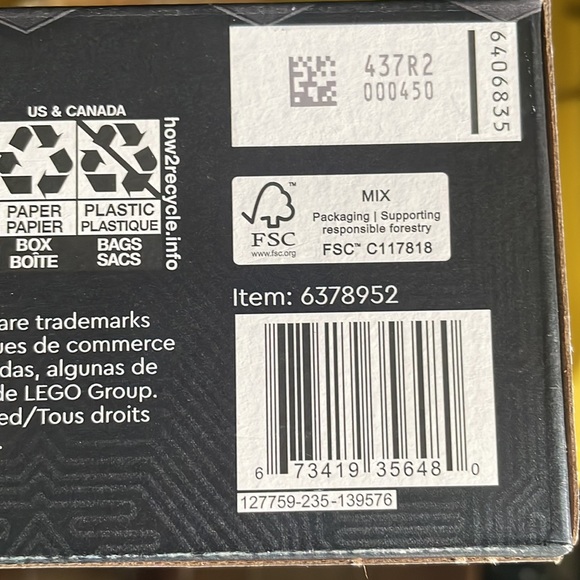 437R2
000450
6406835
US & CANADA
how2recycle.info
PAPER
PAPIER
BOX
BOÎTE
PLASTIC
PLASTIQUE
BAGS
SACS
FSC
www.fsc.org
MIX
Packaging | Supporting
responsible forestry
FSC™ C117818
Item: 6378952
are trademarks
ues de commerce
das, algunas de
de LEGO Group.
ed/Tous droits
6 73419 35648 0
127759-235-139576